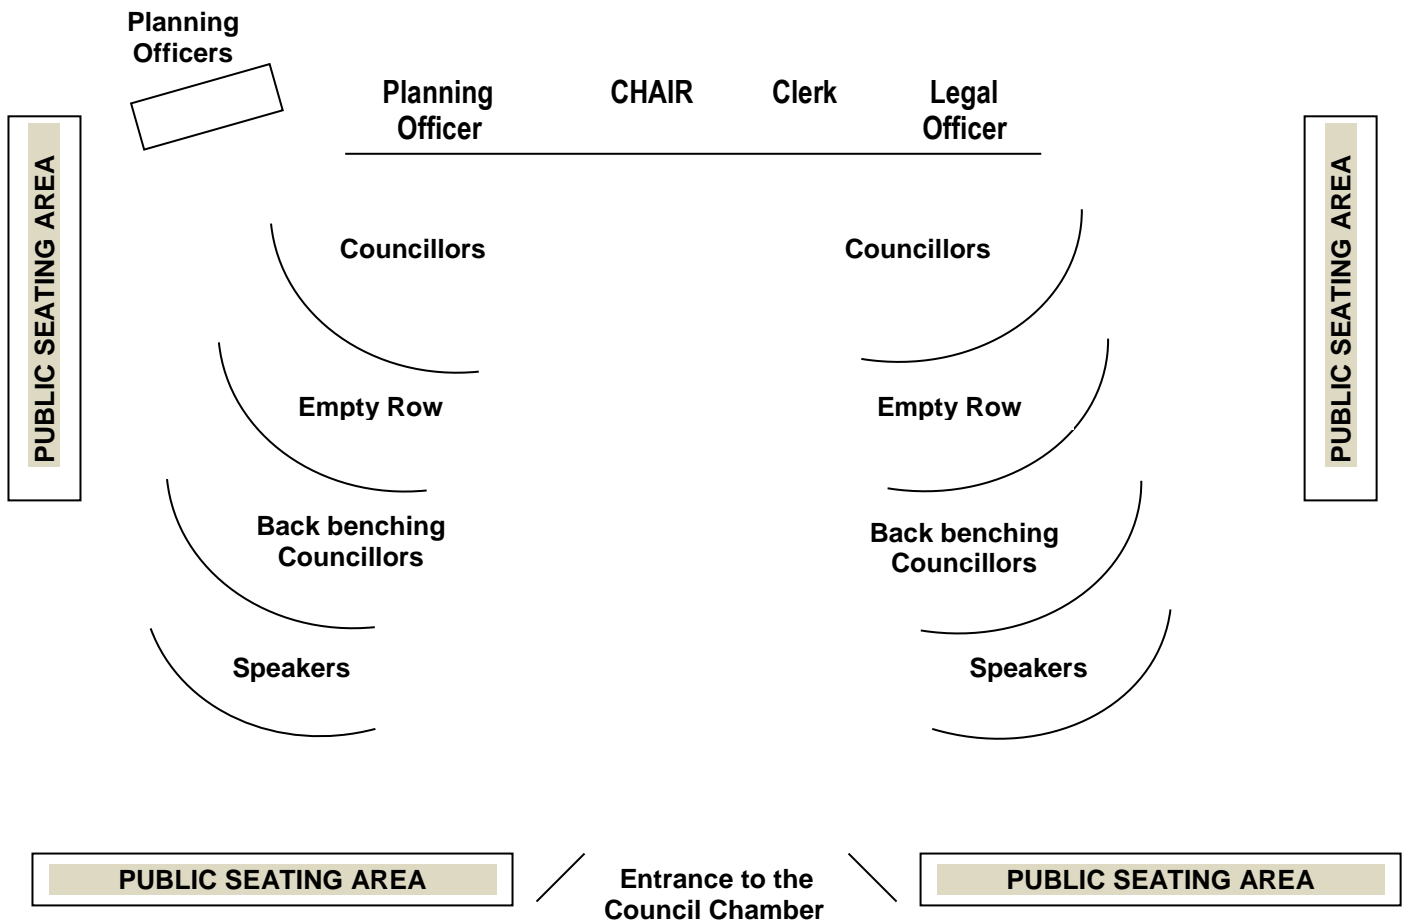 Planning
Officers
Planning
Officer
CHAIR
Clerk
Legal
Officer
PUBLIC SEATING AREA
PUBLIC SEATING AREA
Councillors
Councillors
Empty Row
Empty Row
Back benching
Councillors
Back benching
Councillors
Speakers
Speakers
PUBLIC SEATING AREA
Entrance to the
Council Chamber
PUBLIC SEATING AREA